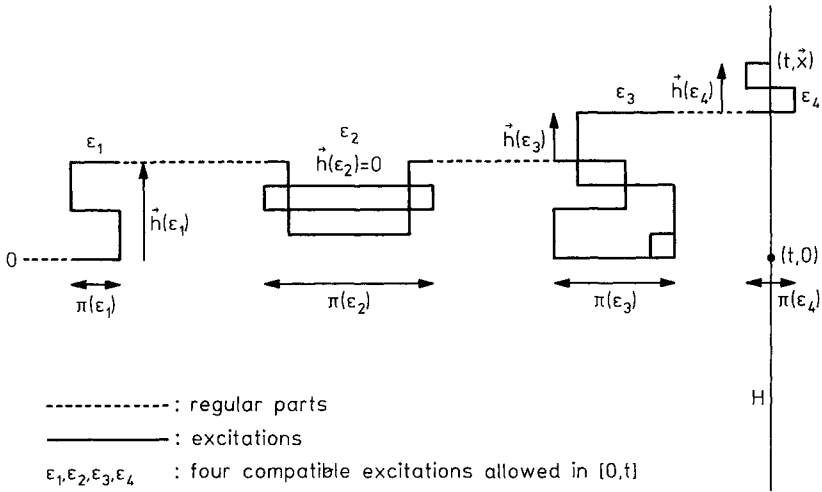 (t,x⃗)
ε₄
h⃗(ε₄)
ε₃
ε₁
ε₂
h⃗(ε₂)=0
h⃗(ε₃)
h⃗(ε₁)
0
(t,0)
π(ε₁)
π(ε₂)
π(ε₃)
π(ε₄)
H
: regular parts
: excitations
ε₁,ε₂,ε₃,ε₄ : four compatible excitations allowed in [0,t]